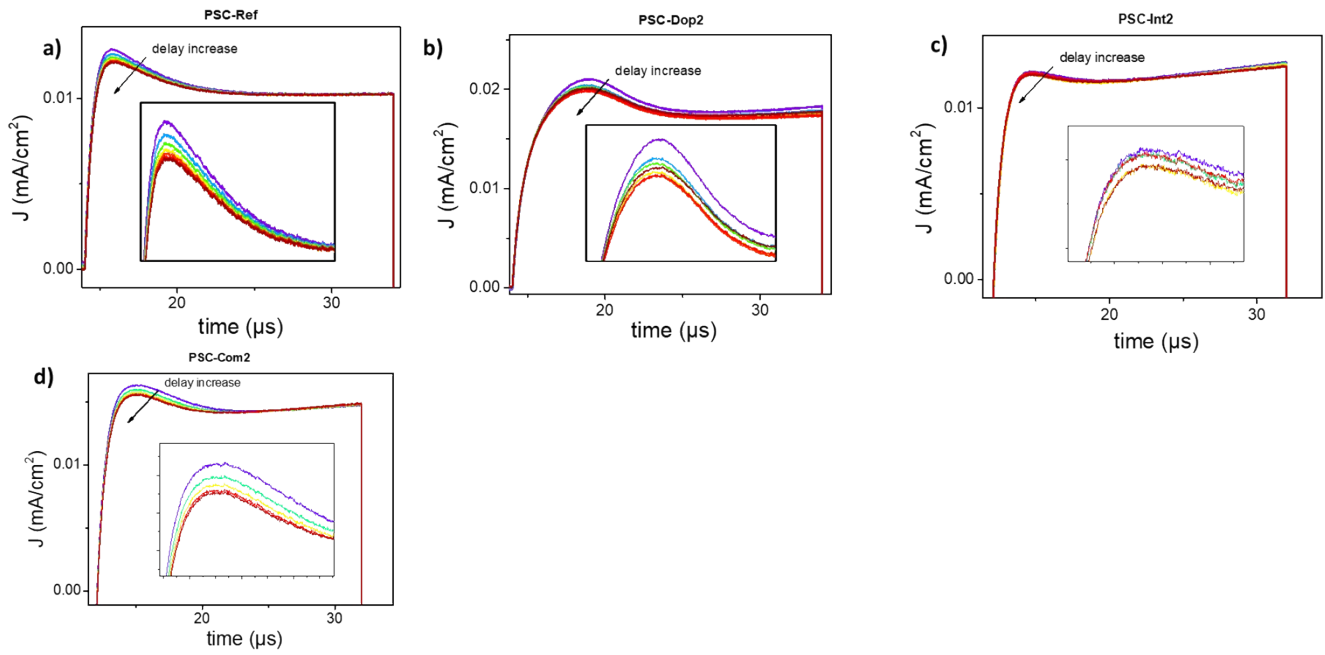 PSC-Ref
a)
delay increase
J (mA/cm²)
0.01
0.00
20
30
time (µs)
PSC-Dop2
b)
delay increase
J (mA/cm²)
0.02
0.01
0.00
20
30
time (µs)
PSC-Int2
c)
delay increase
J (mA/cm²)
0.01
0.00
20
30
time (µs)
PSC-Com2
d)
delay increase
J (mA/cm²)
0.01
0.00
20
30
time (µs)